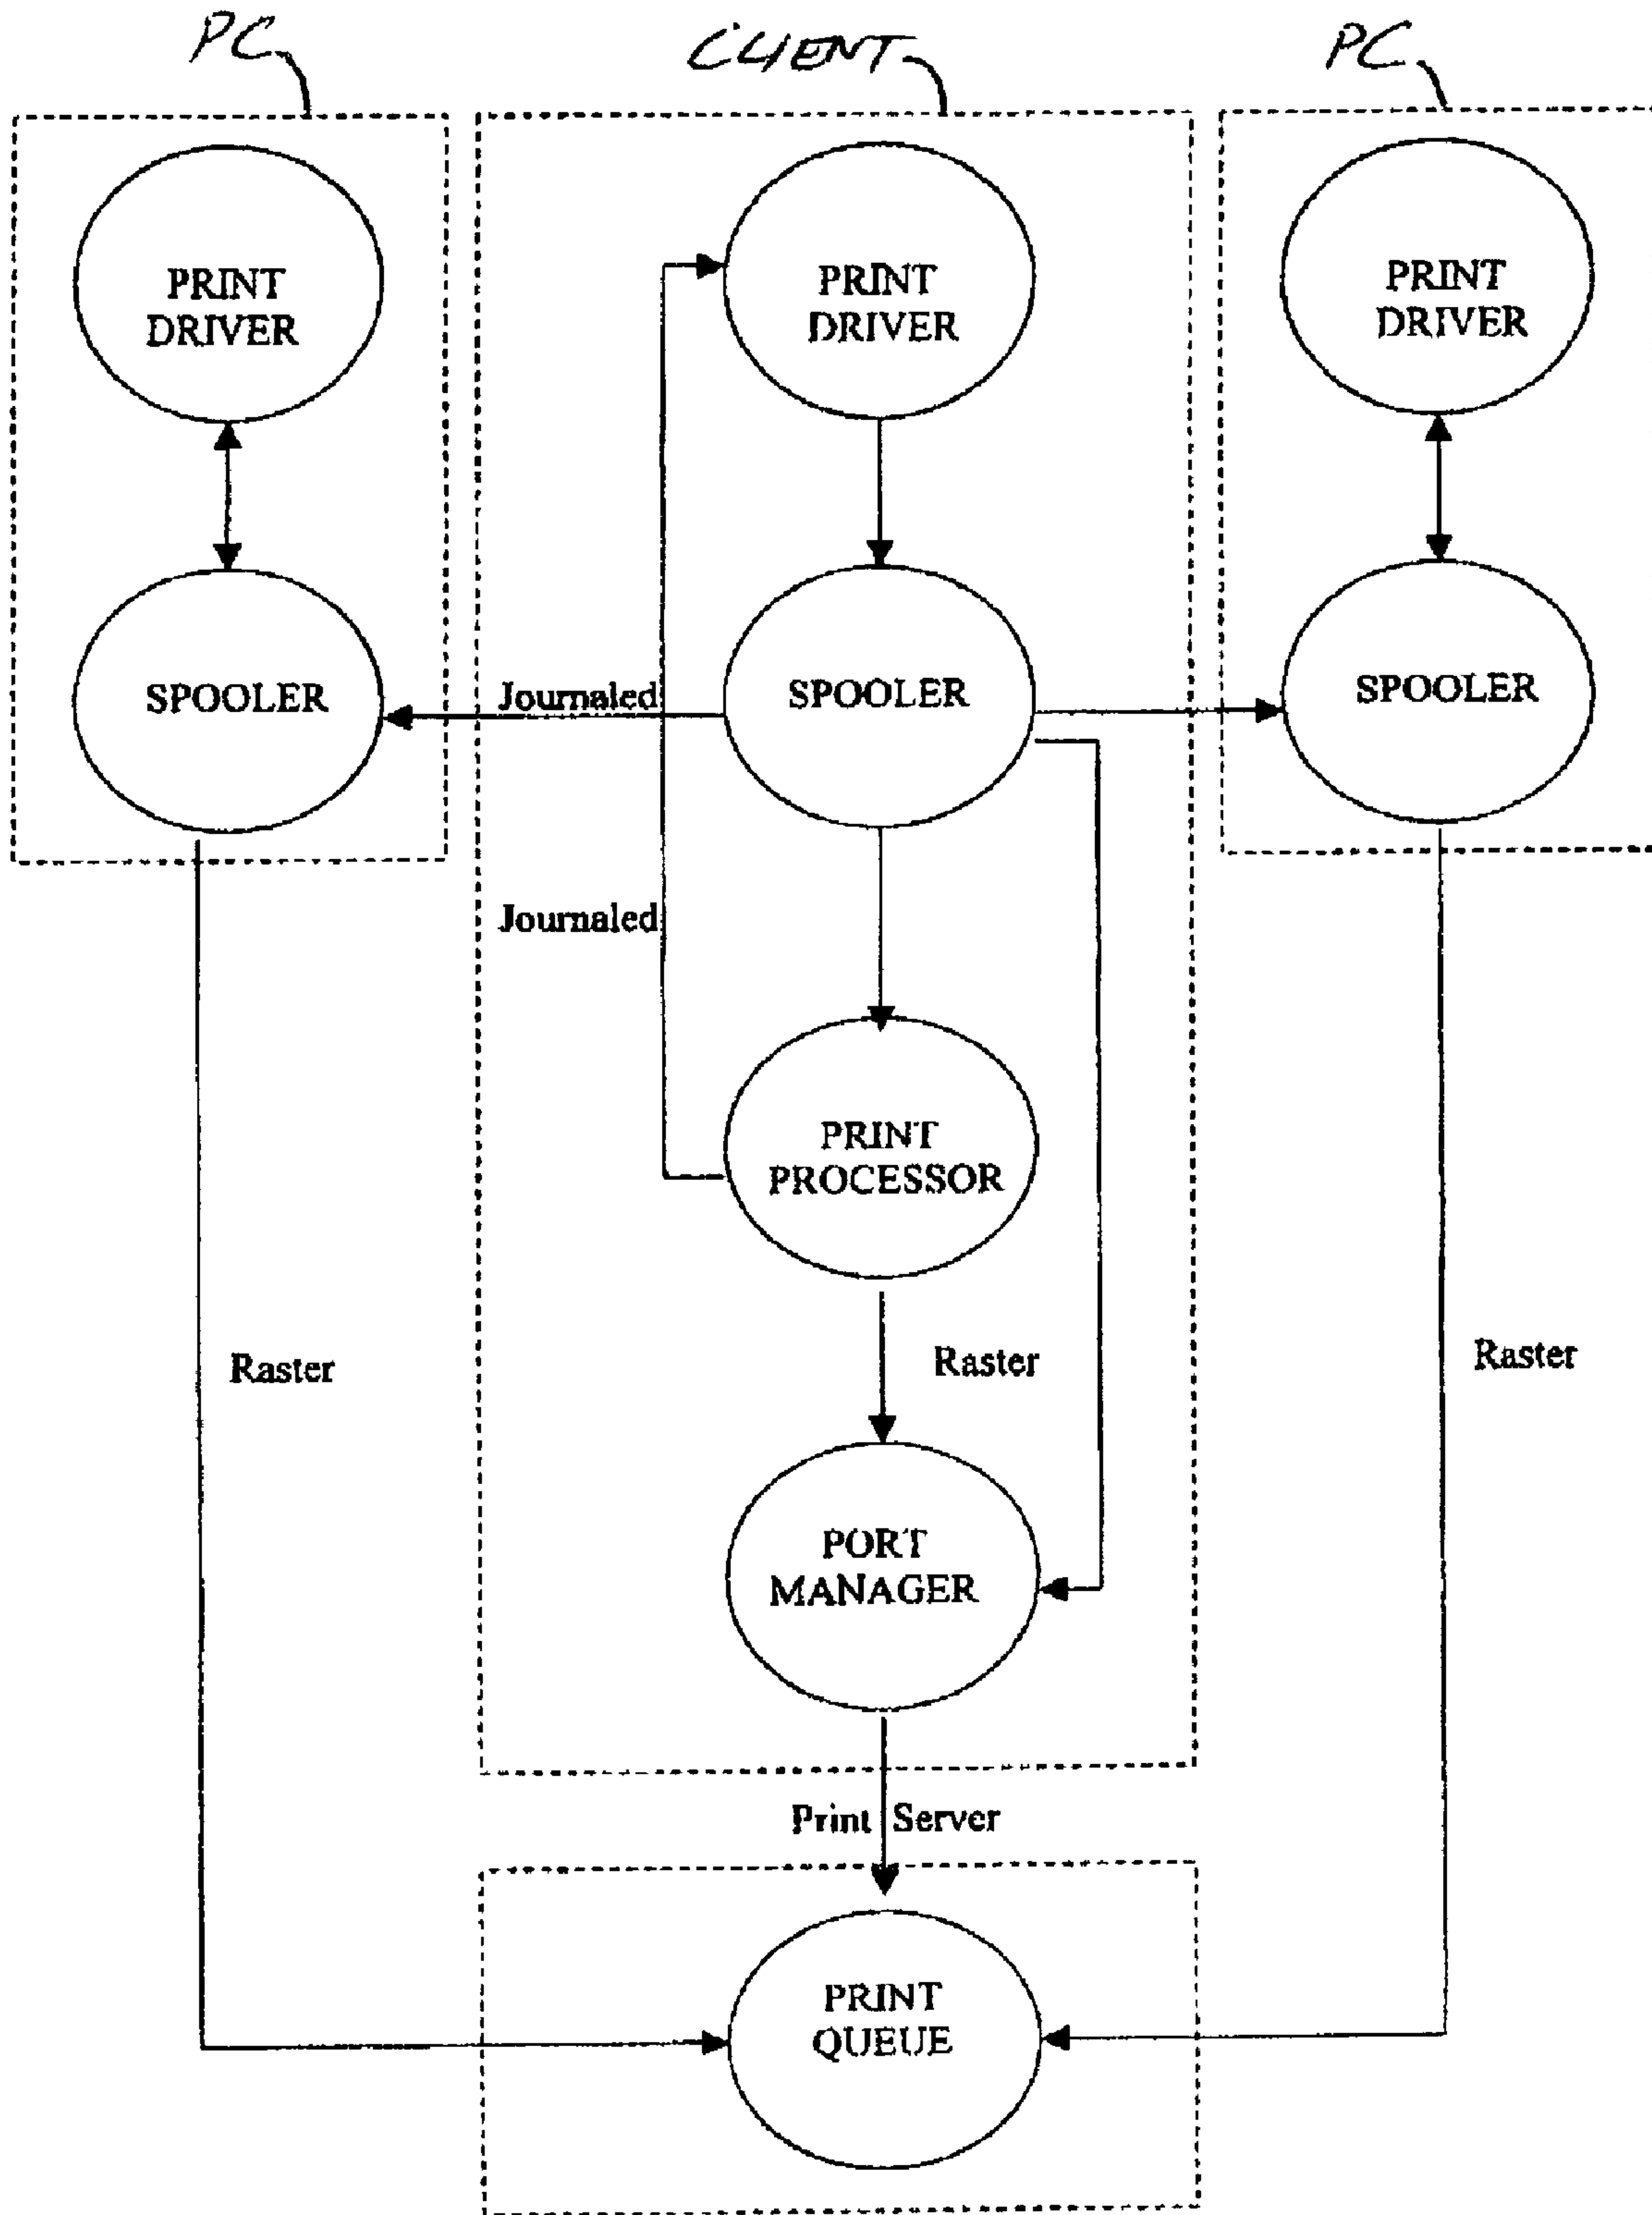 PC
CLIENT
PC
PRINT
DRIVER
PRINT
DRIVER
PRINT
DRIVER
SPOOLER
Journaled
SPOOLER
SPOOLER
Journaled
PRINT
PROCESSOR
Raster
Raster
Raster
PORT
MANAGER
Print Server
PRINT
QUEUE